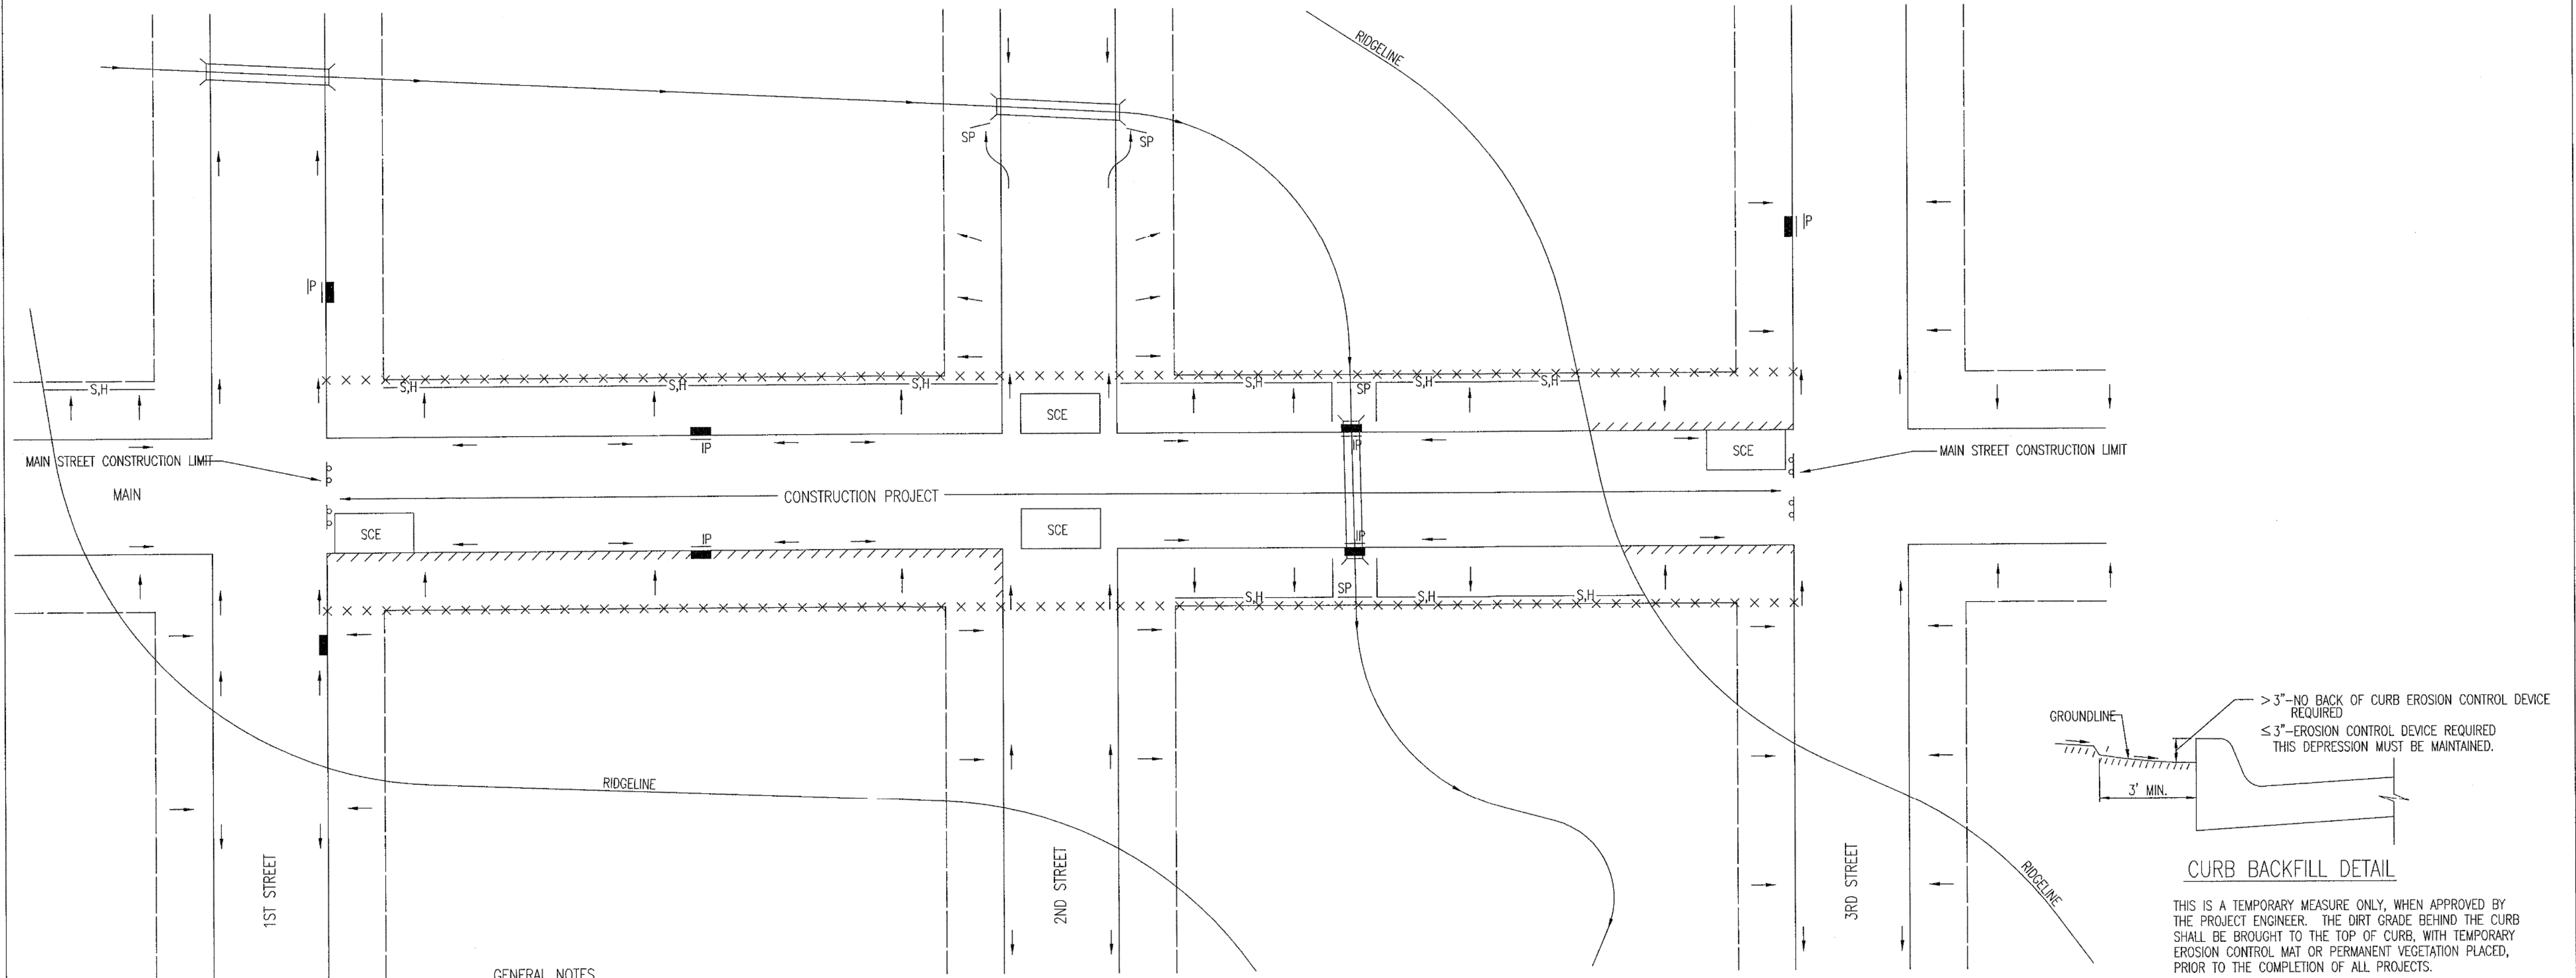 RIDGELINE
SP
SP
IP
IP
S,H
S,H
S,H
S,H
S,H
SP
S,H
S,H
SCE
IP
IP
SCE
MAIN STREET CONSTRUCTION LIMIT
MAIN STREET CONSTRUCTION LIMIT
MAIN
CONSTRUCTION PROJECT
SCE
IP
SCE
IP
S,H
SP
S,H
S,H
RIDGELINE
1ST STREET
2ND STREET
3RD STREET
RIDGELINE
GROUNDLINE
> 3"-NO BACK OF CURB EROSION CONTROL DEVICE
REQUIRED
≤ 3"-EROSION CONTROL DEVICE REQUIRED
THIS DEPRESSION MUST BE MAINTAINED.
3' MIN.
CURB BACKFILL DETAIL
THIS IS A TEMPORARY MEASURE ONLY, WHEN APPROVED BY
THE PROJECT ENGINEER. THE DIRT GRADE BEHIND THE CURB
SHALL BE BROUGHT TO THE TOP OF CURB, WITH TEMPORARY
EROSION CONTROL MAT OR PERMANENT VEGETATION PLACED,
PRIOR TO THE COMPLETION OF ALL PROJECTS.
GENERAL NOTES